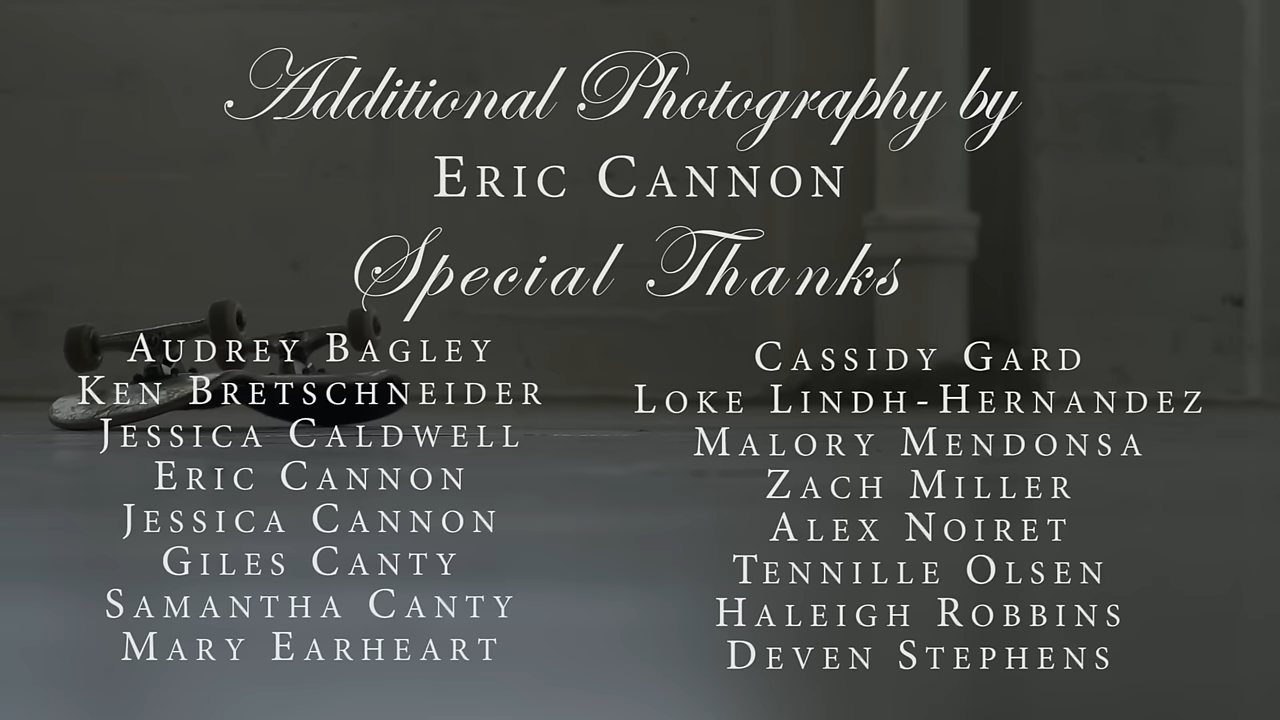 Additional Photography by
Eric Cannon
Special Thanks
Audrey Bagley
Ken Bretschneider
Jessica Caldwell
Eric Cannon
Jessica Cannon
Giles Canty
Samantha Canty
Mary Earheart
Cassidy Gard
Loke Lindh-Hernandez
Malory Mendonsa
Zach Miller
Alex Noiret
Tennille Olsen
Haleigh Robbins
Deven Stephens